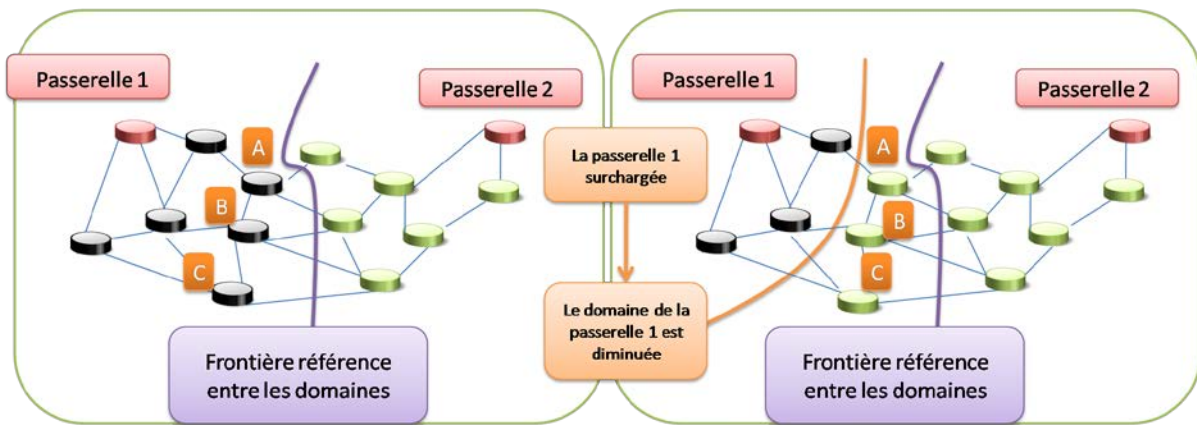 Passerelle 1
Passerelle 2
A
B
C
Frontière référence
entre les domaines
La passerelle 1
surchargée
Le domaine de la
passerelle 1 est
diminuée
Passerelle 1
Passerelle 2
A
B
C
Frontière référence
entre les domaines